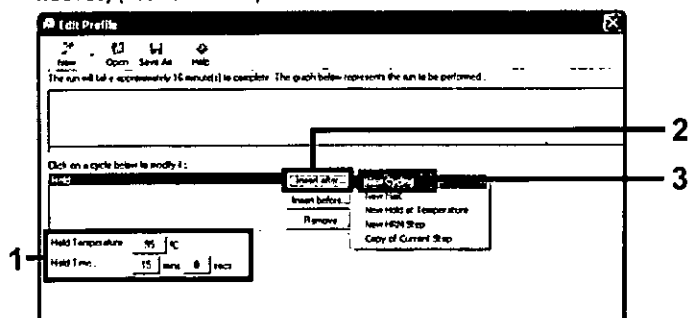 Edit Profile
New Open Save As Help
The run will take approximately 16 minute(s) to complete. The graph below represents the run to be performed :
2
Click on a cycle below to modify it :
Hold
Insert after... New Cycling 3
Insert before... New Melt
Remove New Hold at Temperature
New HRM Step
Copy of Current Step
1
Hold Temperature : 95 °C
Hold Time : 15 mins 0 secs